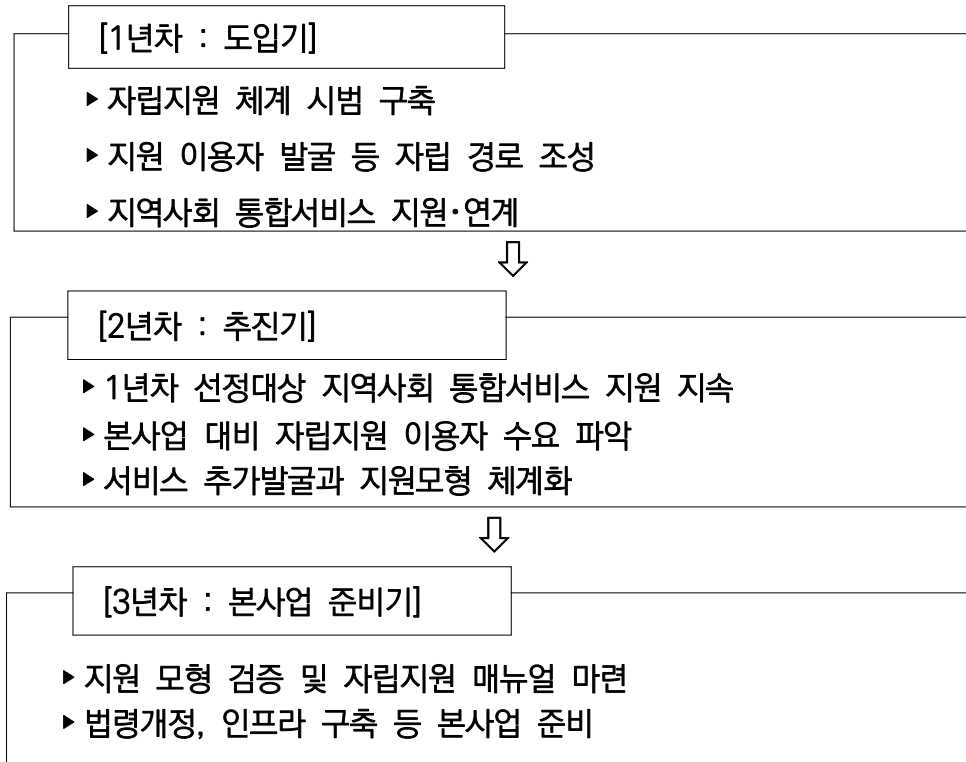 [1년차 : 도입기]
▸자립지원 체계 시범 구축
▸지원 이용자 발굴 등 자립 경로 조성
▸지역사회 통합서비스 지원·연계
[2년차 : 추진기]
▸1년차 선정대상 지역사회 통합서비스 지원 지속
▸본사업 대비 자립지원 이용자 수요 파악
▸서비스 추가발굴과 지원모형 체계화
[3년차 : 본사업 준비기]
▸지원 모형 검증 및 자립지원 매뉴얼 마련
▸법령개정, 인프라 구축 등 본사업 준비